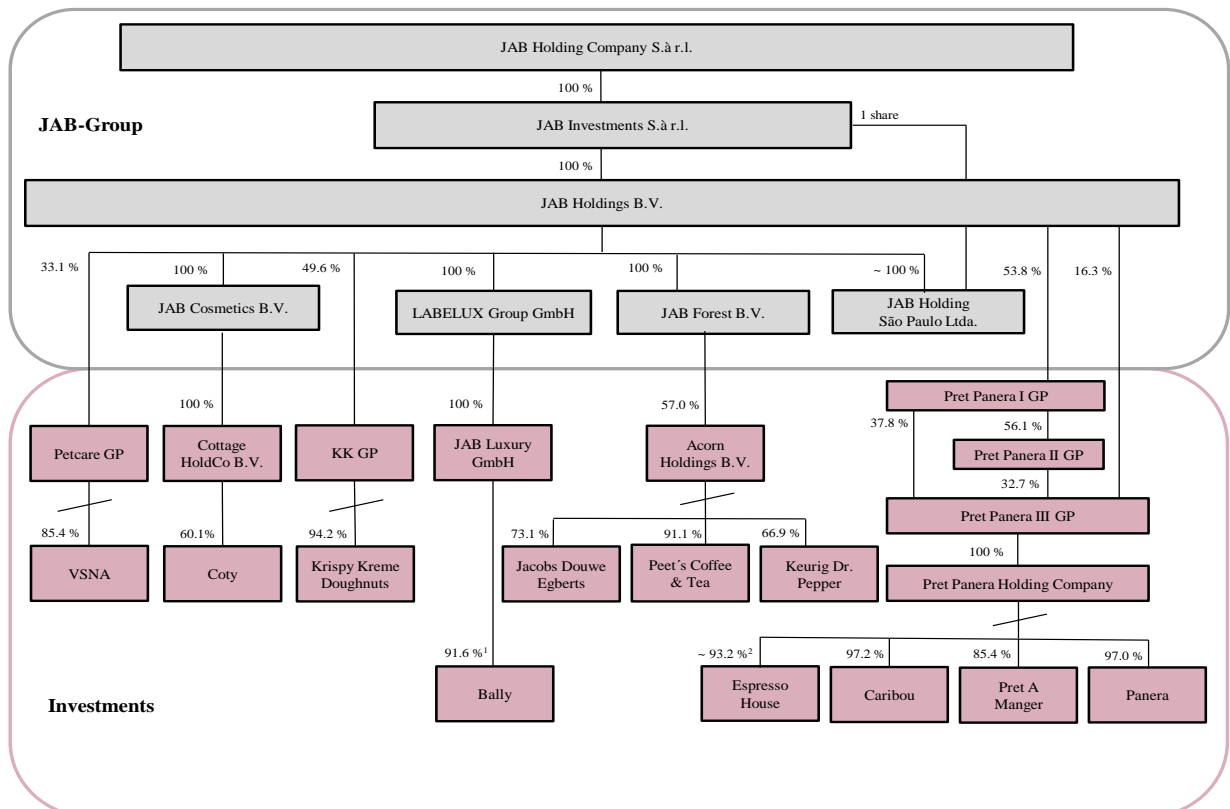 JAB Holding Company S.à r.l.
100 %
JAB-Group
JAB Investments S.à r.l.
1 share
100 %
JAB Holdings B.V.
33.1 %
100 %
49.6 %
100 %
100 %
~ 100 %
53.8 %
16.3 %
JAB Cosmetics B.V.
LABELUX Group GmbH
JAB Forest B.V.
JAB Holding
São Paulo Ltda.
100 %
100 %
57.0 %
Pret Panera I GP
37.8 %
56.1 %
Petcare GP
Cottage
HoldCo B.V.
KK GP
JAB Luxury
GmbH
Acorn
Holdings B.V.
Pret Panera II GP
32.7 %
Pret Panera III GP
85.4 %
60.1%
94.2 %
73.1 %
91.1 %
66.9 %
100 %
VSNA
Coty
Krispy Kreme
Doughnuts
Jacobs Douwe
Egberts
Peet´s Coffee
& Tea
Keurig Dr.
Pepper
Pret Panera Holding Company
91.6 %¹
~ 93.2 %²
97.2 %
85.4 %
97.0 %
Bally
Espresso
House
Caribou
Pret A
Manger
Panera
Investments